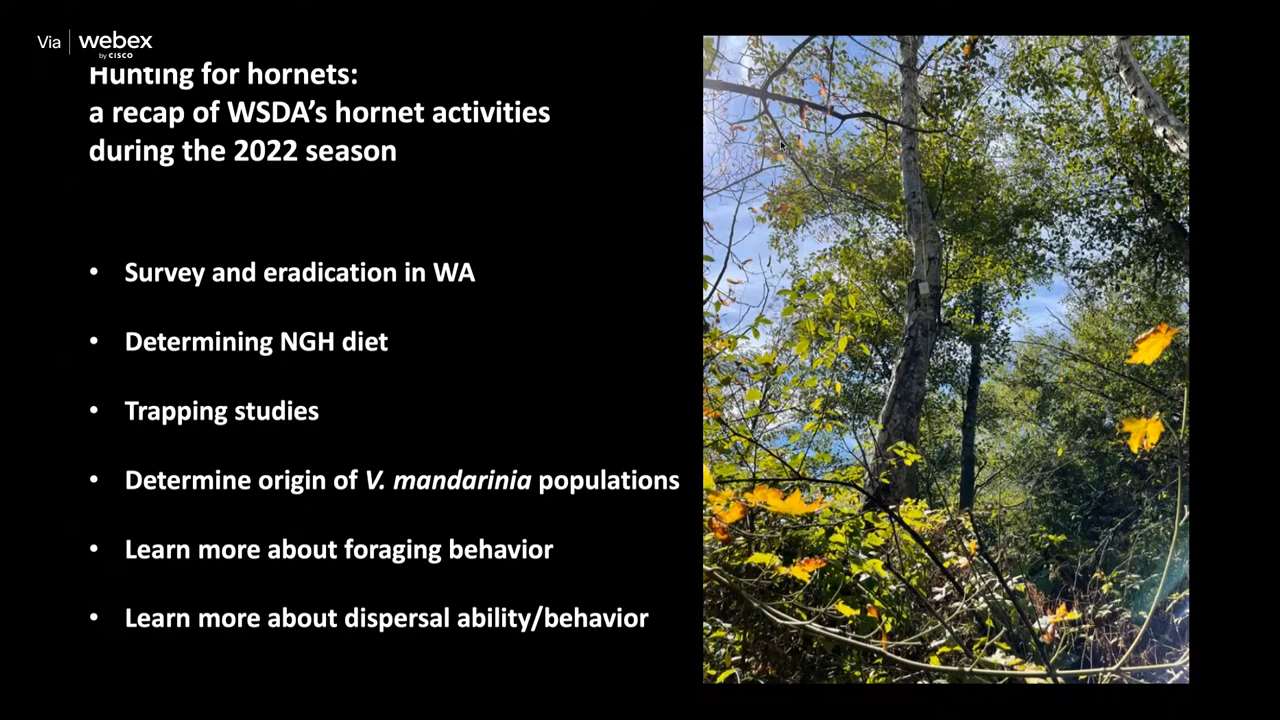 Via webex
by CISCO
Hunting for hornets:
a recap of WSDA's hornet activities
during the 2022 season
• Survey and eradication in WA
• Determining NGH diet
• Trapping studies
• Determine origin of V. mandarinia populations
• Learn more about foraging behavior
• Learn more about dispersal ability/behavior